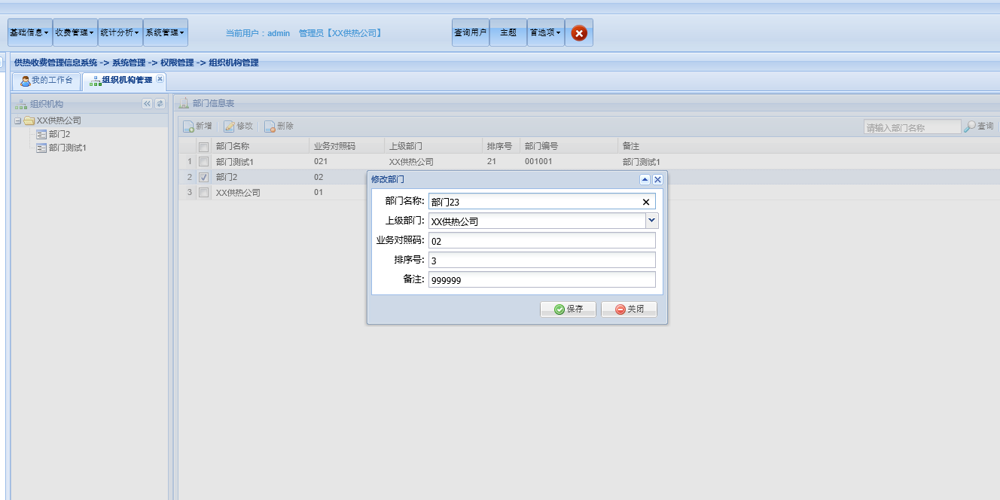 基础信息 收费管理 统计分析 系统管理 当前用户：admin 管理员【XX供热公司】 查询用户 主题 首选项
供热收费管理信息系统 -> 系统管理 -> 权限管理 -> 组织机构管理
我的工作台 组织机构管理
组织机构
XX供热公司
部门2
部门测试1
部门信息表
新增 修改 删除 请输入部门名称 查询
部门名称 业务对照码 上级部门 排序号 部门编号 备注
1 部门测试1 021 XX供热公司 21 001001 部门测试1
2 部门2 02
3 XX供热公司 01
修改部门
部门名称: 部门23
上级部门: XX供热公司
业务对照码: 02
排序号: 3
备注: 999999
保存 关闭